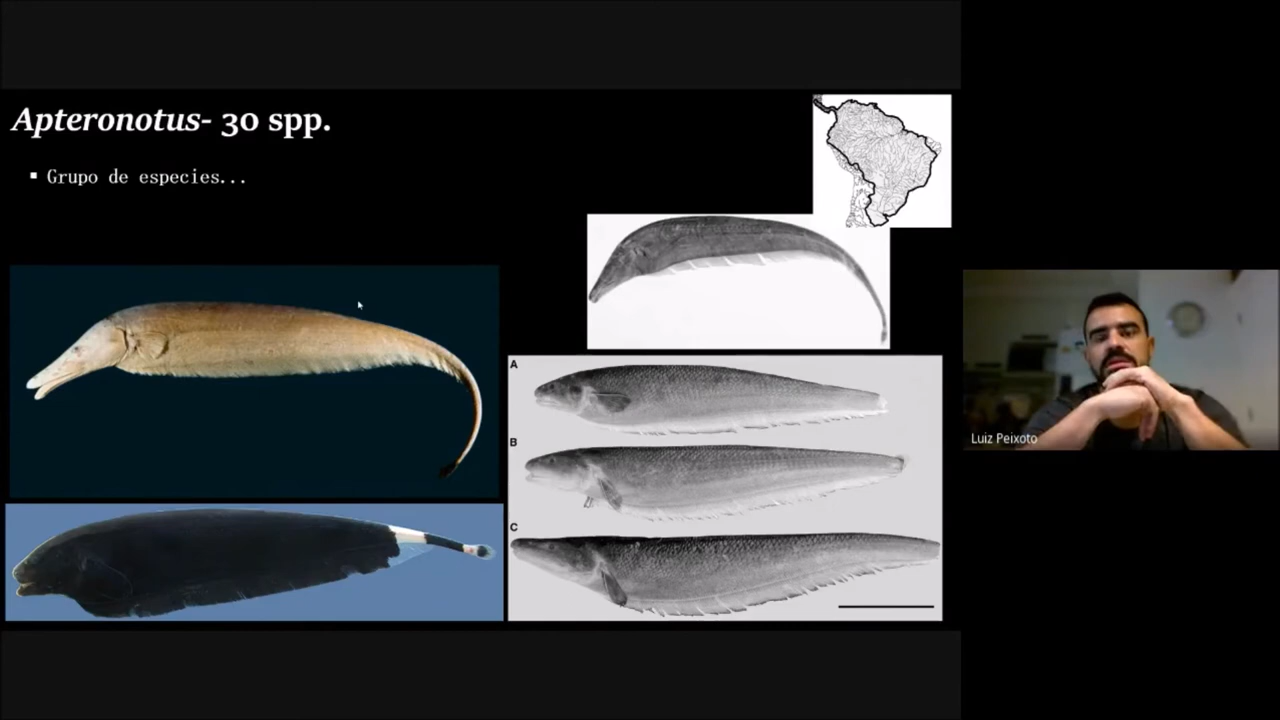 Apteronotus- 30 spp.
▪ Grupo de especies...
A
B
C
Luiz Peixoto